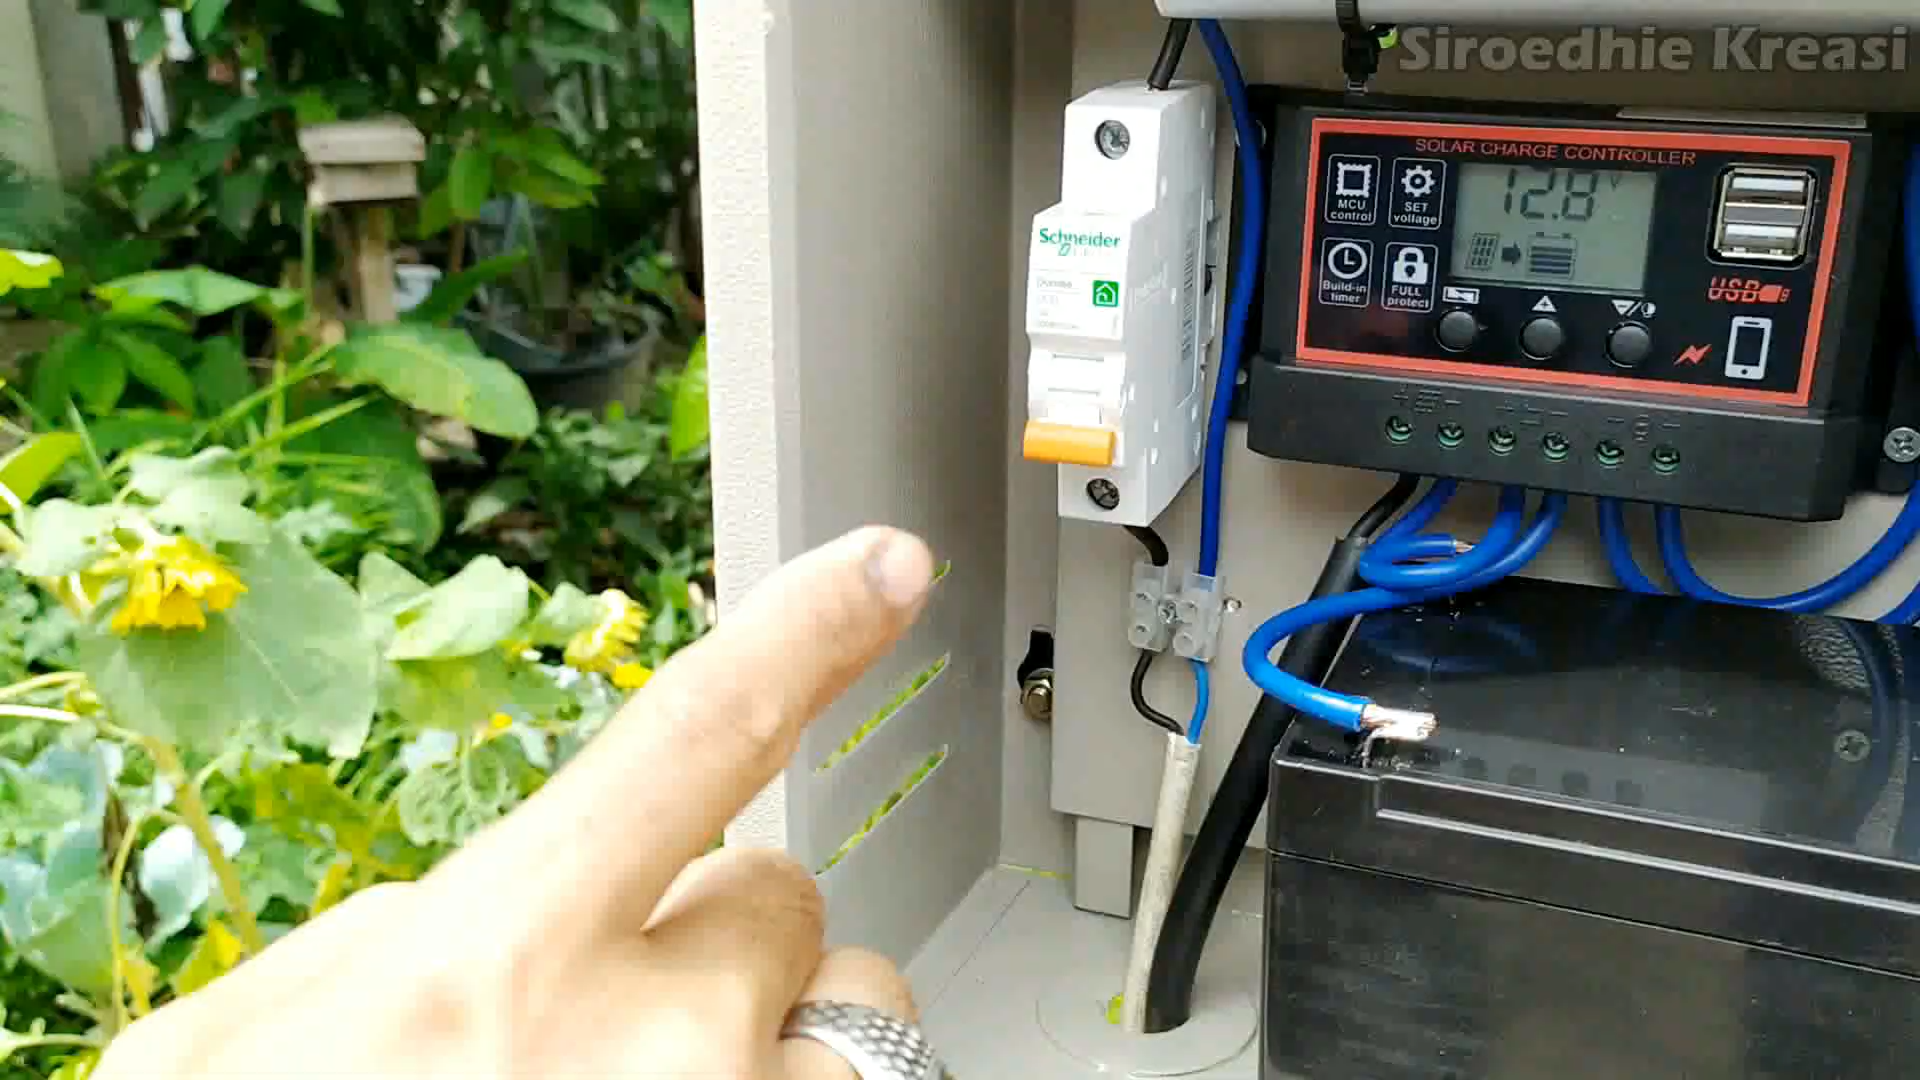 Siroedhie Kreasi
SOLAR CHARGE CONTROLLER
MCU
control
SET
voltage
12.8 V
Build-in
timer
FULL
protect
USB
Schneider